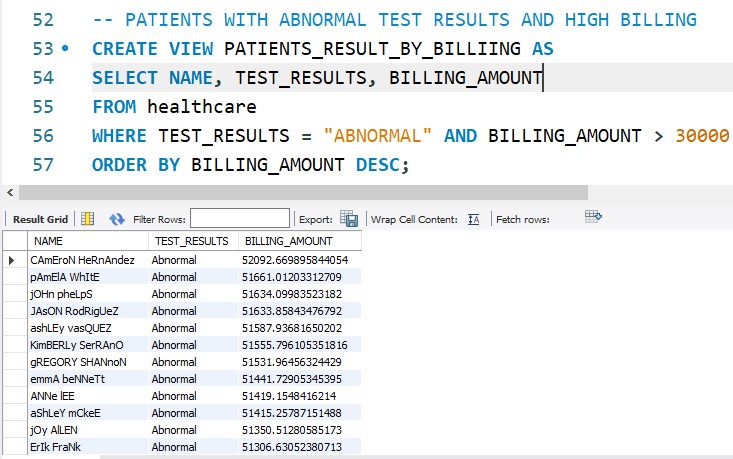 52 -- PATIENTS WITH ABNORMAL TEST RESULTS AND HIGH BILLING
53 CREATE VIEW PATIENTS_RESULT_BY_BILLIING AS
54 SELECT NAME, TEST_RESULTS, BILLING_AMOUNT
55 FROM healthcare
56 WHERE TEST_RESULTS = "ABNORMAL" AND BILLING_AMOUNT > 30000
57 ORDER BY BILLING_AMOUNT DESC;
Result Grid Filter Rows: Export: Wrap Cell Content: Fetch rows:
NAME TEST_RESULTS BILLING_AMOUNT
CAmEroN HeRnAndez Abnormal 52092.669895844054
pAmElA WhItE Abnormal 51661.01203312709
jOHn pheLpS Abnormal 51634.09983523182
JAsON RodRigUeZ Abnormal 51633.85843476792
ashLEy vasQUEZ Abnormal 51587.93681650202
KimBERLy SerRAnO Abnormal 51555.796105351816
gREGORY SHANnoN Abnormal 51531.96456324429
emmA beNNeTt Abnormal 51441.72905345395
ANNe lEE Abnormal 51419.1548416214
aShLeY mCkeE Abnormal 51415.25787151488
jOy AlLEN Abnormal 51350.51280585173
ErIk FraNk Abnormal 51306.63052380713